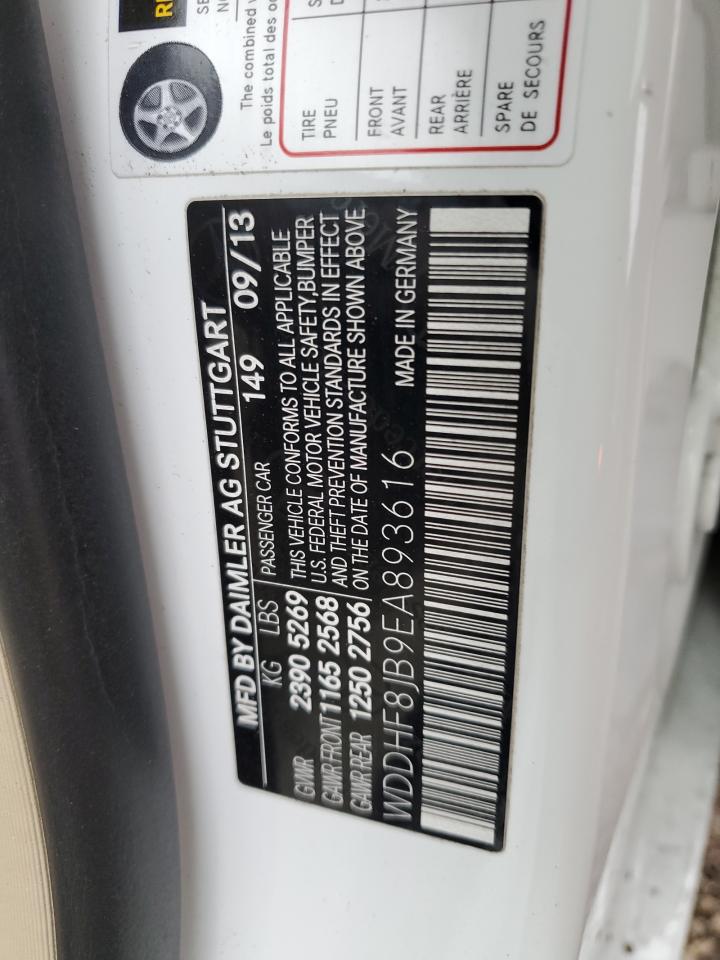 The combined
Le poids total des
TIRE
PNEU
FRONT
AVANT
REAR
ARRIÈRE
SPARE
DE SECOURS
MFD BY DAIMLER AG STUTTGART
149 09/13
KG LBS PASSENGER CAR
GVWR 2390 5269 THIS VEHICLE CONFORMS TO ALL APPLICABLE
U.S. FEDERAL MOTOR VEHICLE SAFETY,BUMPER
GAWR FRONT 1165 2568 AND THEFT PREVENTION STANDARDS IN EFFECT
GAWR REAR 1250 2756 ON THE DATE OF MANUFACTURE SHOWN ABOVE
WDDHF8JB9EA893616 MADE IN GERMANY